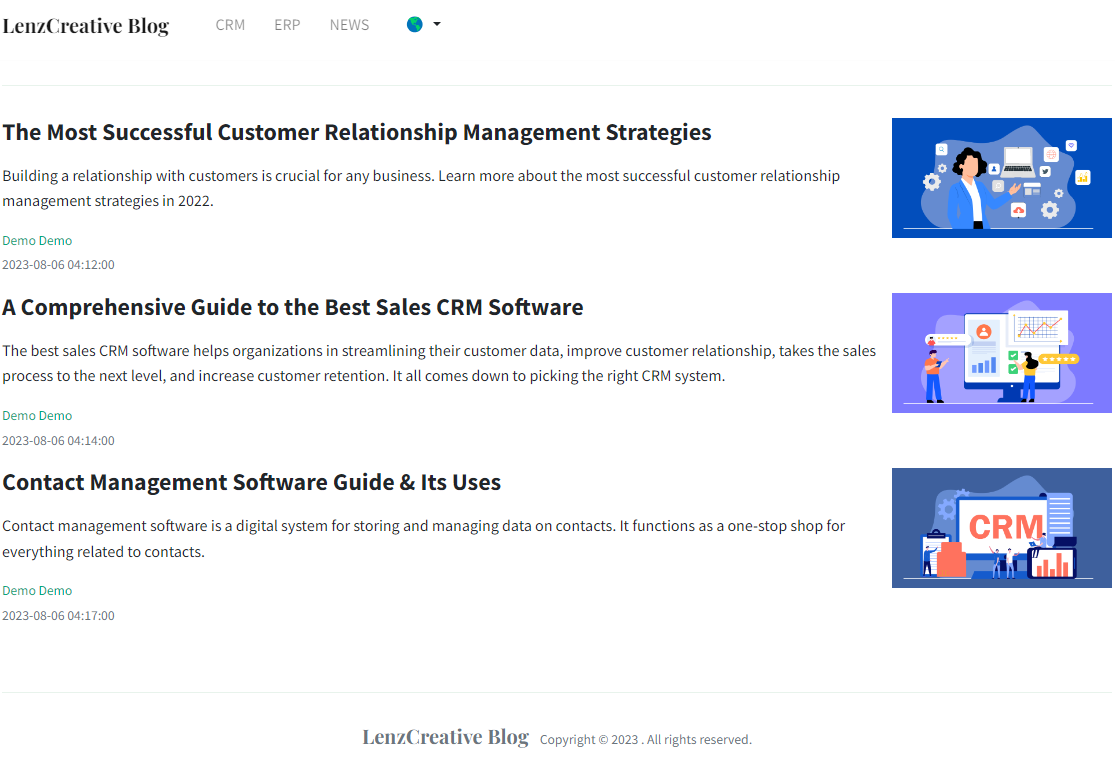 LenzCreative Blog CRM ERP NEWS
The Most Successful Customer Relationship Management Strategies
Building a relationship with customers is crucial for any business. Learn more about the most successful customer relationship
management strategies in 2022.
Demo Demo
2023-08-06 04:12:00
A Comprehensive Guide to the Best Sales CRM Software
The best sales CRM software helps organizations in streamlining their customer data, improve customer relationship, takes the sales
process to the next level, and increase customer retention. It all comes down to picking the right CRM system.
Demo Demo
2023-08-06 04:14:00
Contact Management Software Guide & Its Uses
CRM
Contact management software is a digital system for storing and managing data on contacts. It functions as a one-stop shop for
everything related to contacts.
Demo Demo
2023-08-06 04:17:00
LenzCreative Blog Copyright © 2023 . All rights reserved.